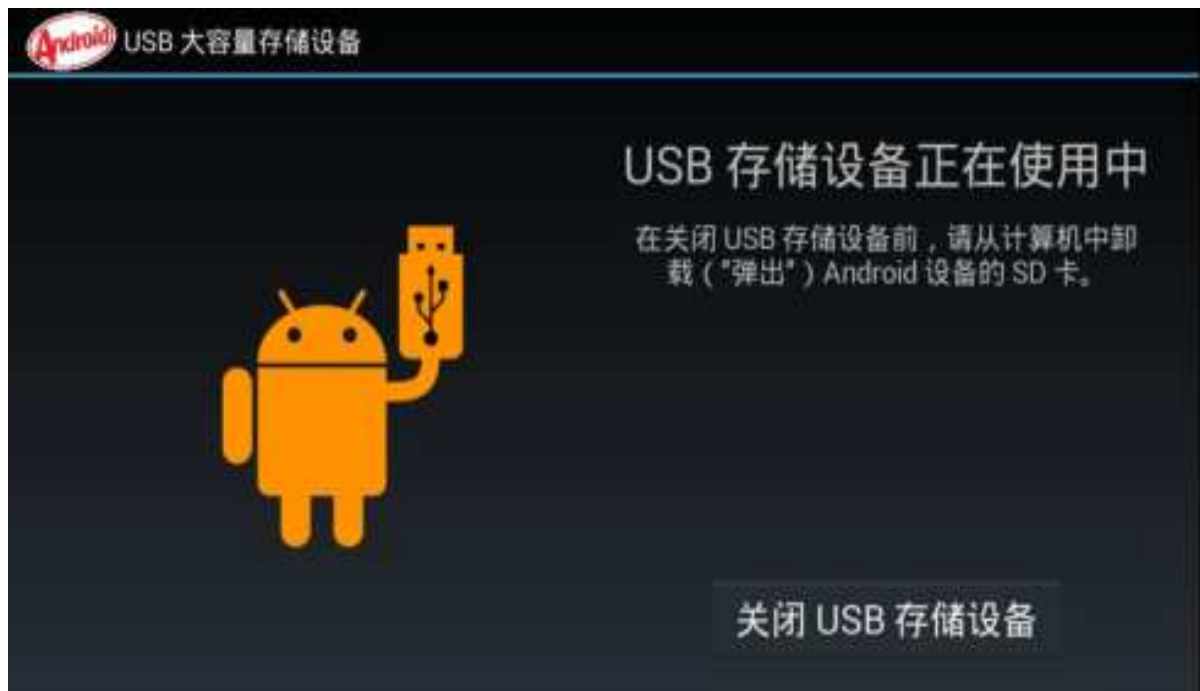 Android USB 大容量存储设备
USB 存储设备正在使用中
在关闭 USB 存储设备前，请从计算机中卸
载（"弹出"）Android 设备的 SD 卡。
关闭 USB 存储设备